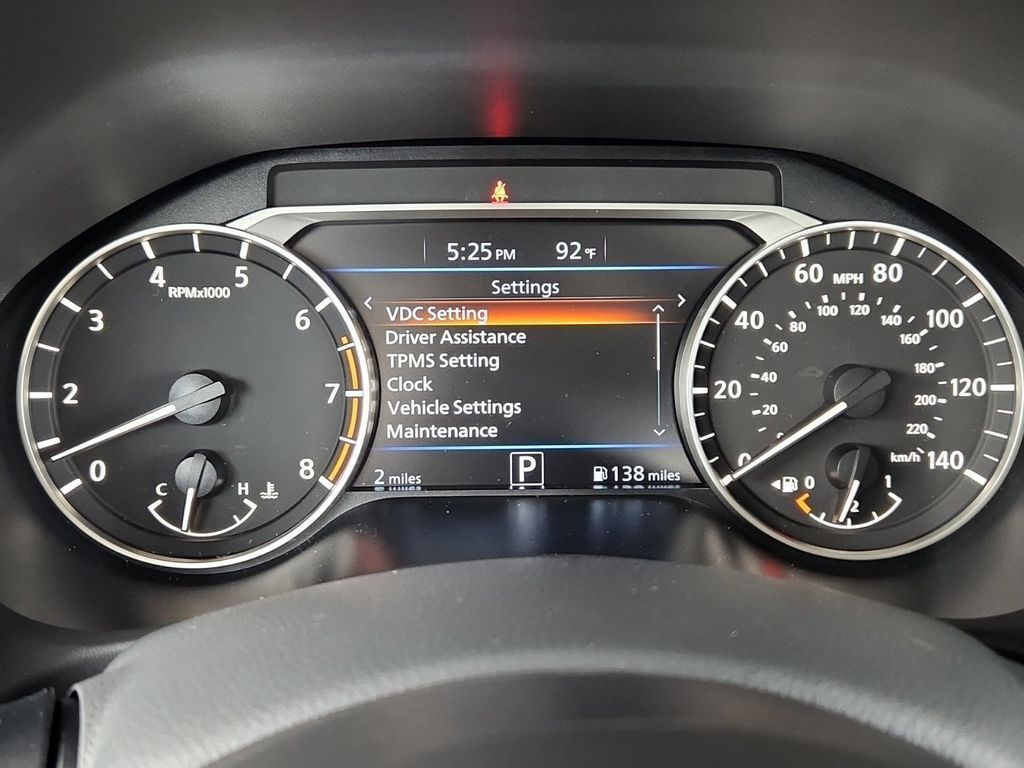 5:25 PM 92°F
Settings
VDC Setting
Driver Assistance
TPMS Setting
Clock
Vehicle Settings
Maintenance
2 miles P 138 miles
RPMx1000
0
2
3
4
5
6
7
8
C H
MPH
0
20
40
60
80
100
120
140
20
40
60
80
100
120
140
160
180
200
220
km/h
0 1